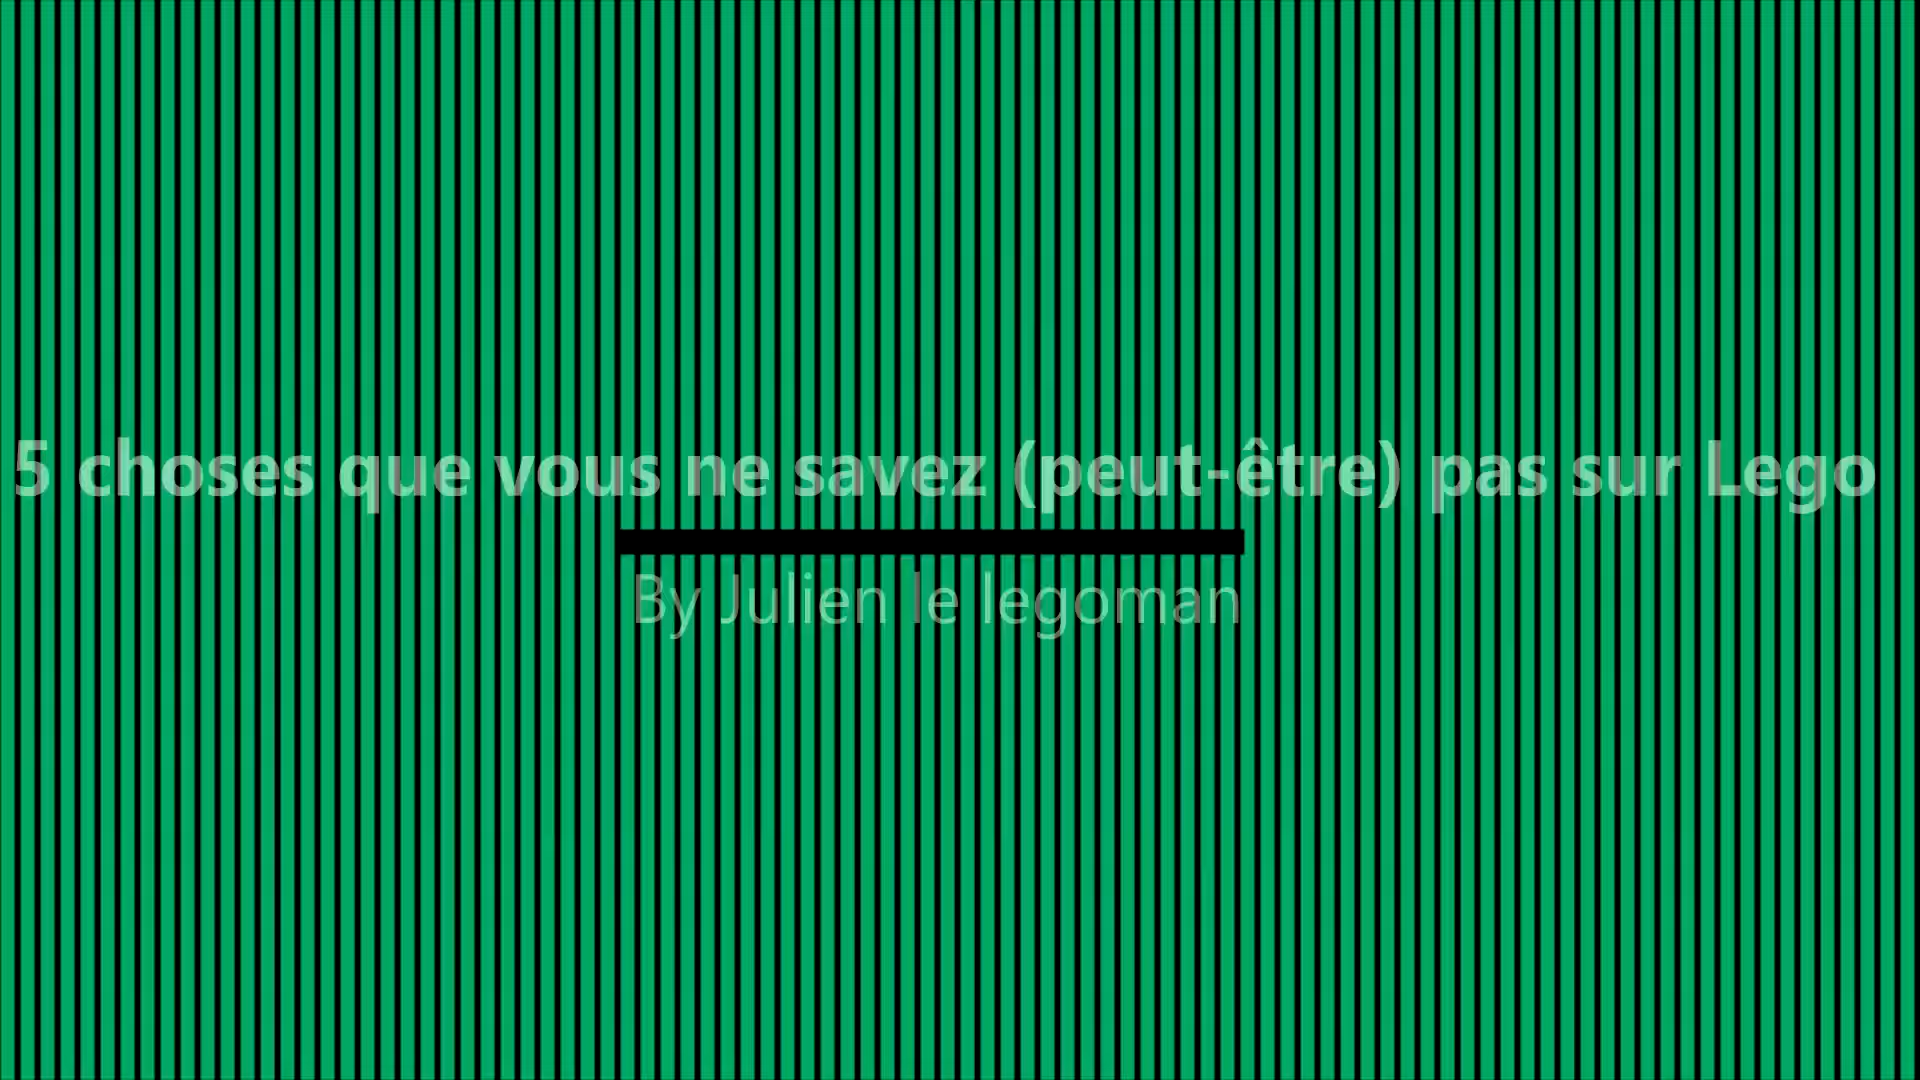 5 choses que vous ne savez (peut-être) pas sur Lego
By Julien le legoman